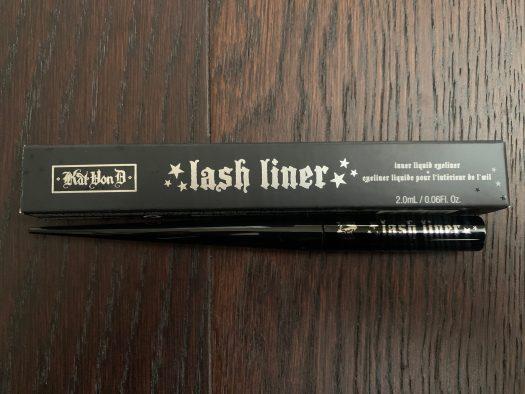 Kat Von D
lash liner
inner liquid eyeliner
eyeliner liquide pour l'intérieur de l'œil
2.0mL / 0.06Fl. Oz.
lash liner